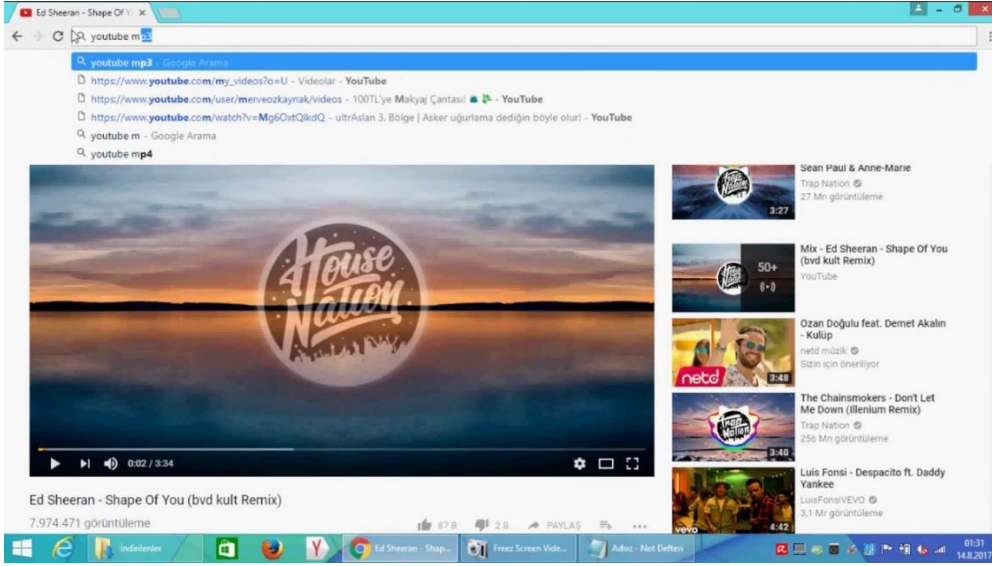 Ed Sheeran - Shape Of Y
youtube mp3
youtube mp3 - Google Arama
https://www.youtube.com/my_videos?o=U - Videolar - YouTube
https://www.youtube.com/user/merveozkaynak/videos - 100TL'ye Makyaj Çantası! - YouTube
https://www.youtube.com/watch?v=Mg6OxtQlkdQ - ultrAslan 3. Bölge | Asker uğurlama dediğin böyle olur! - YouTube
youtube m - Google Arama
youtube mp4
House
Nation
0:02 / 3:34
Ed Sheeran - Shape Of You (bvd kult Remix)
7.974.471 görüntüleme
87 B
2 B
PAYLAŞ
Sean Paul & Anne-Marie
Trap Nation
27 Mn görüntüleme
3:27
Mix - Ed Sheeran - Shape Of You
(bvd kult Remix)
YouTube
50+
Ozan Doğulu feat. Demet Akalın
- Kulüp
netd müzik
Sizin için öneriliyor
netd
3:48
The Chainsmokers - Don't Let
Me Down (Illenium Remix)
Trap Nation
256 Mn görüntüleme
Trap
Nation
3:40
Luis Fonsi - Despacito ft. Daddy
Yankee
LuisFonsiVEVO
3,1 Mr görüntüleme
vevo
4:42
İndirilenler
Ed Sheeran - Shap...
Freez Screen Vide...
Adsız - Not Defteri
01:31
14.8.2017